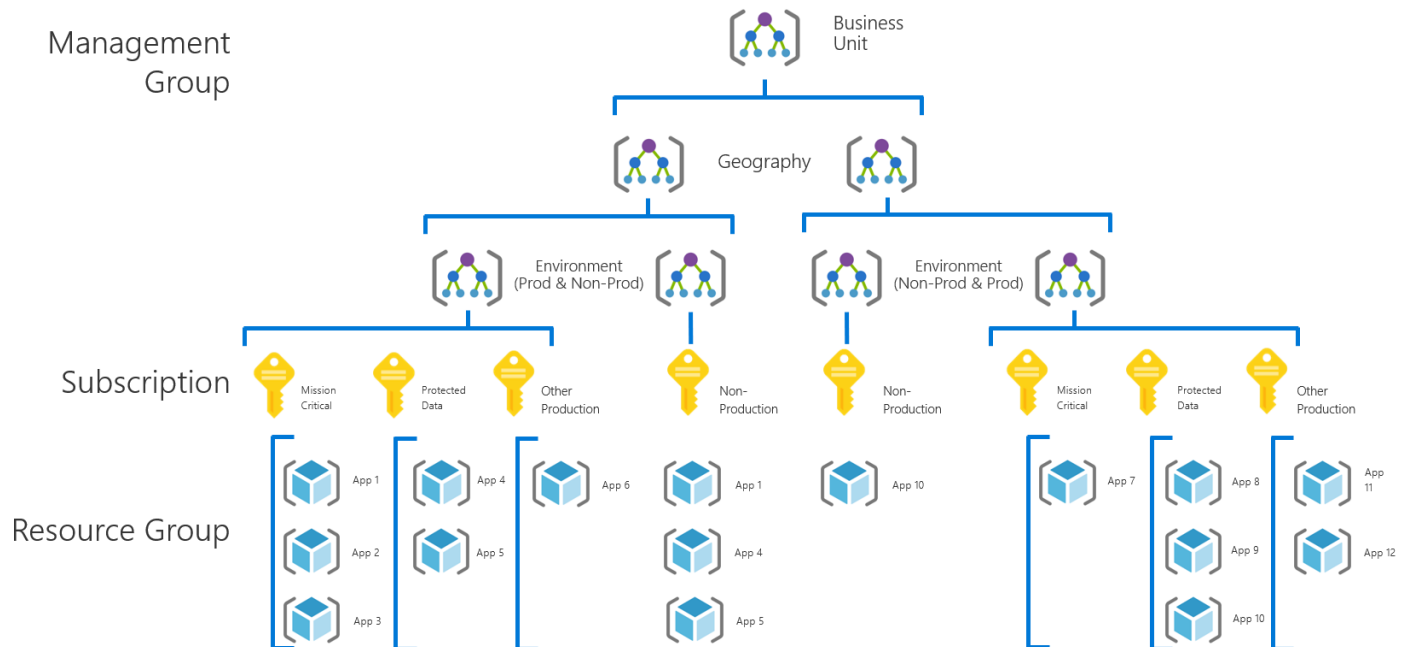 Management
Group
Business
Unit
Geography
Environment
(Prod & Non-Prod)
Environment
(Non-Prod & Prod)
Subscription
Mission
Critical
Protected
Data
Other
Production
Non-
Production
Non-
Production
Mission
Critical
Protected
Data
Other
Production
Resource Group
App 1
App 4
App 6
App 1
App 10
App 7
App 8
App
11
App 2
App 5
App 4
App 9
App 12
App 3
App 5
App 10